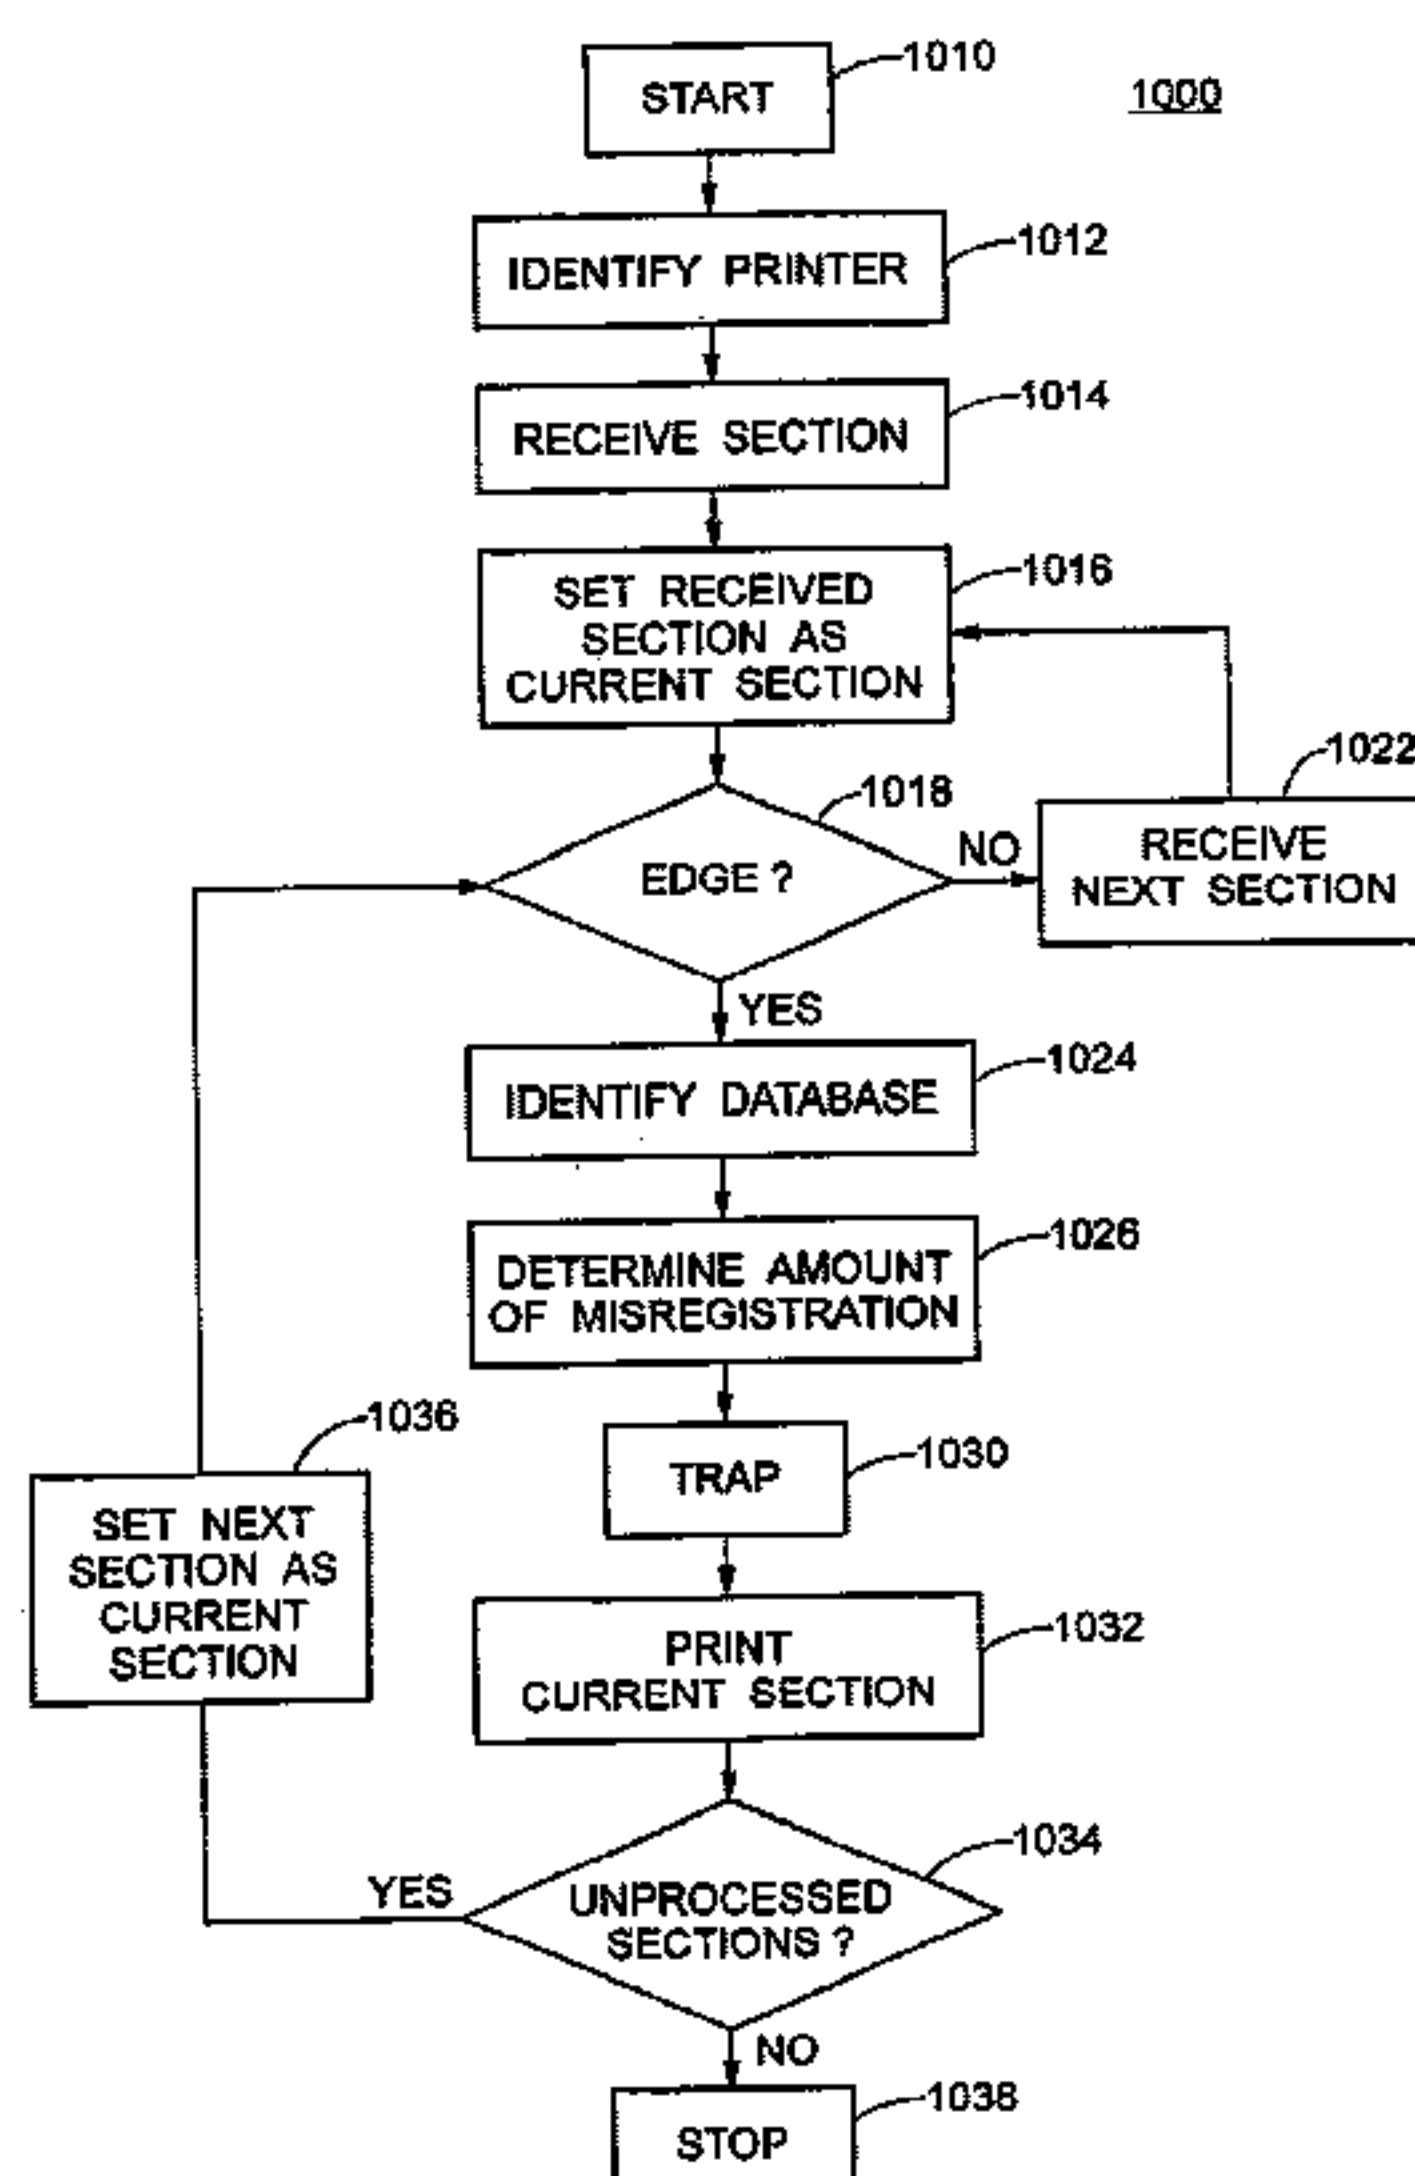 1010
START
1000
1012
IDENTIFY PRINTER
1014
RECEIVE SECTION
1016
SET RECEIVED
SECTION AS
CURRENT SECTION
1018
EDGE ?
NO
1022
RECEIVE
NEXT SECTION
YES
1024
IDENTIFY DATABASE
1026
DETERMINE AMOUNT
OF MISREGISTRATION
1030
TRAP
1036
SET NEXT
SECTION AS
CURRENT
SECTION
1032
PRINT
CURRENT SECTION
1034
UNPROCESSED
SECTIONS ?
YES
NO
1038
STOP